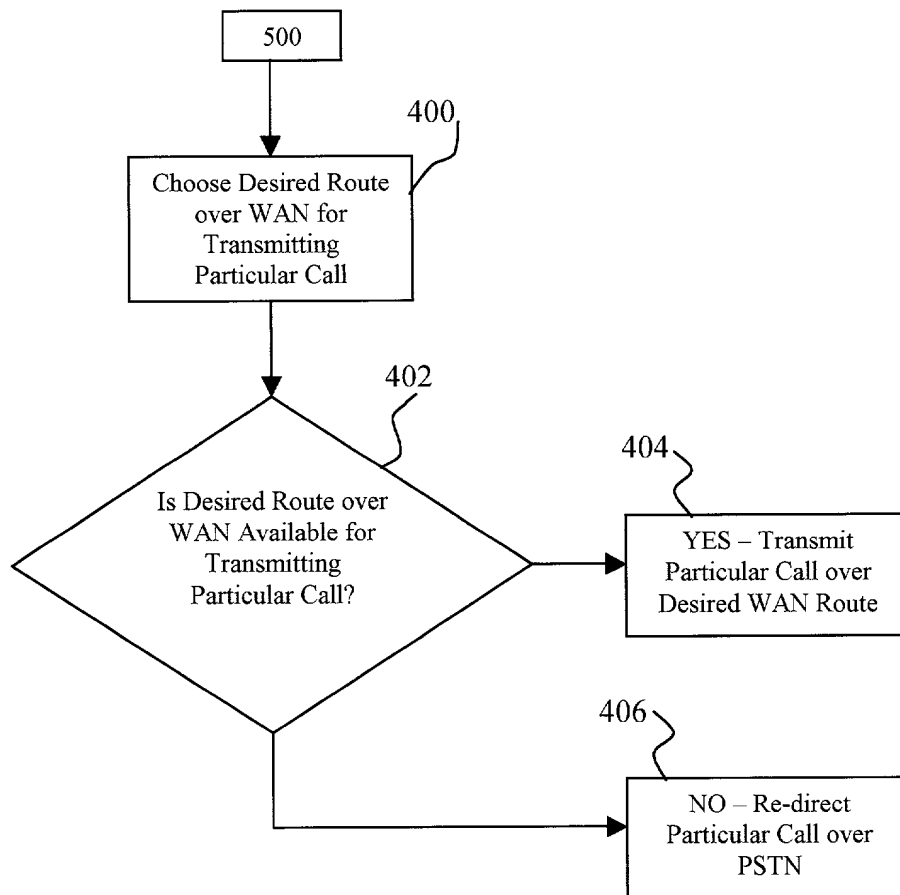 500
400
Choose Desired Route
over WAN for
Transmitting
Particular Call
402
Is Desired Route over
WAN Available for
Transmitting
Particular Call?
404
YES – Transmit
Particular Call over
Desired WAN Route
406
NO – Re-direct
Particular Call over
PSTN